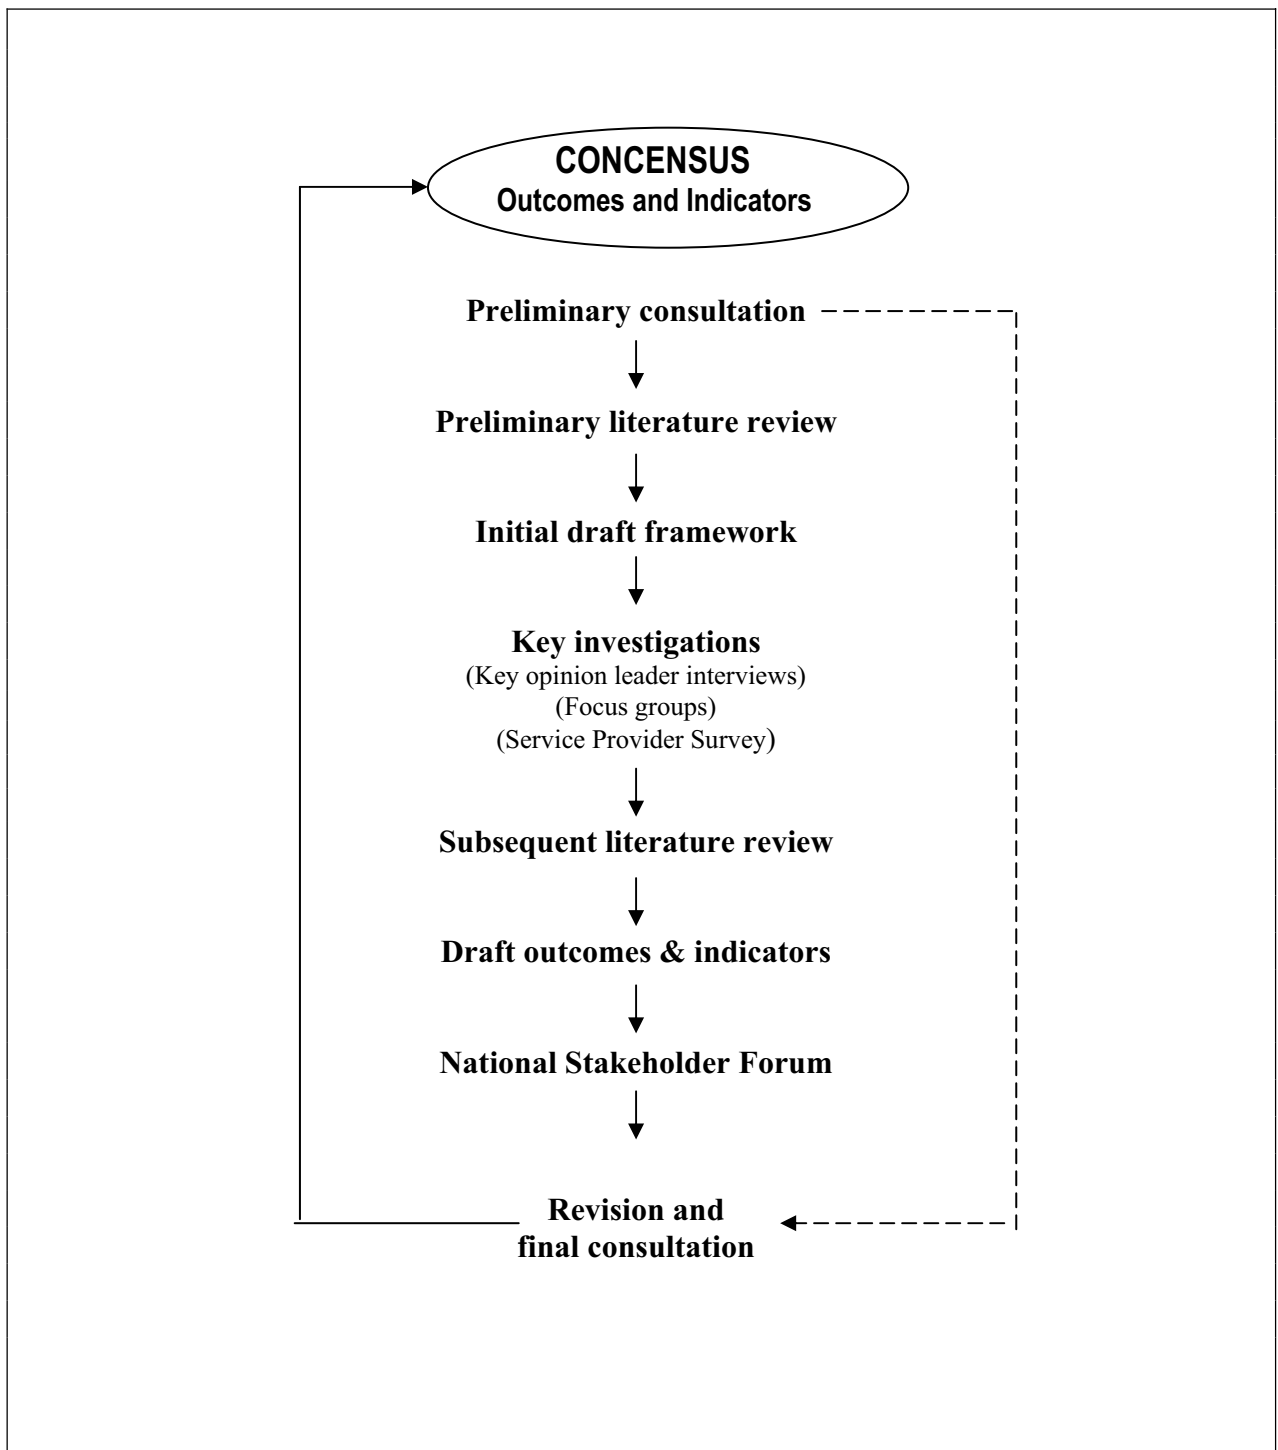 CONCENSUS
Outcomes and Indicators
Preliminary consultation
Preliminary literature review
Initial draft framework
Key investigations
(Key opinion leader interviews)
(Focus groups)
(Service Provider Survey)
Subsequent literature review
Draft outcomes & indicators
National Stakeholder Forum
Revision and
final consultation